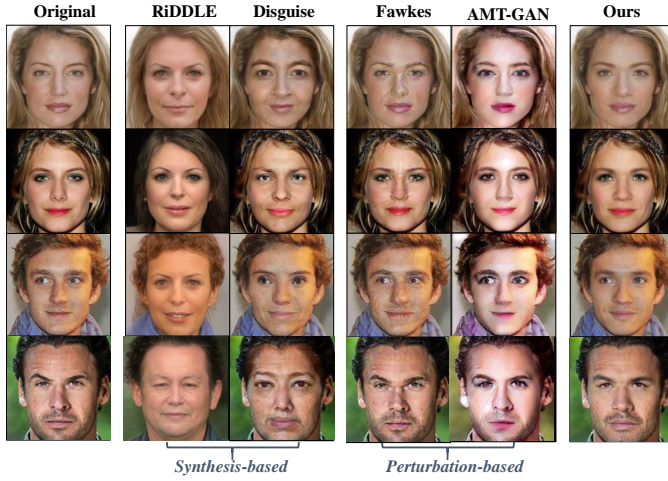 Original RiDDLE Disguise Fawkes AMT-GAN Ours
Synthesis-based Perturbation-based